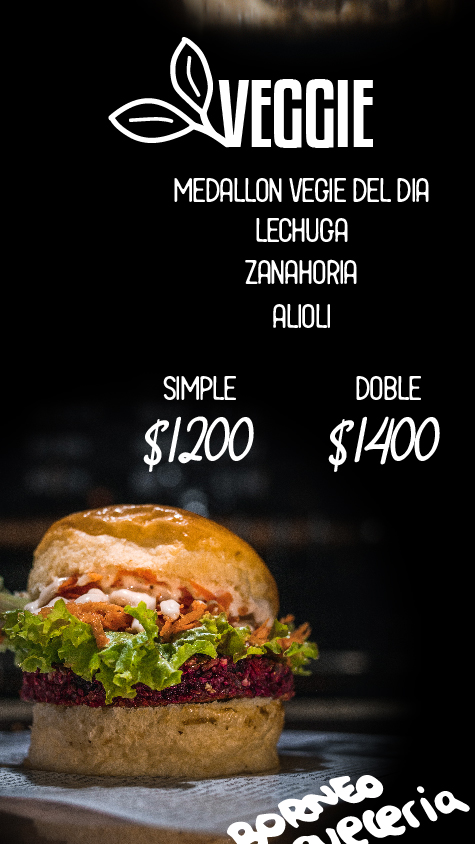 VEGGIE
MEDALLON VEGIE DEL DIA
LECHUGA
ZANAHORIA
ALIOLI
SIMPLE DOBLE
$1200 $1400
BORNEO